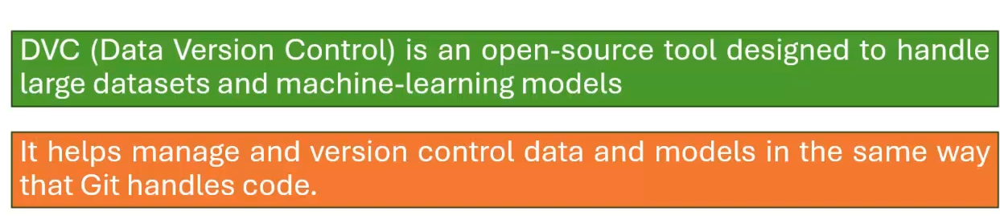 DVC (Data Version Control) is an open-source tool designed to handle
large datasets and machine-learning models
It helps manage and version control data and models in the same way
that Git handles code.